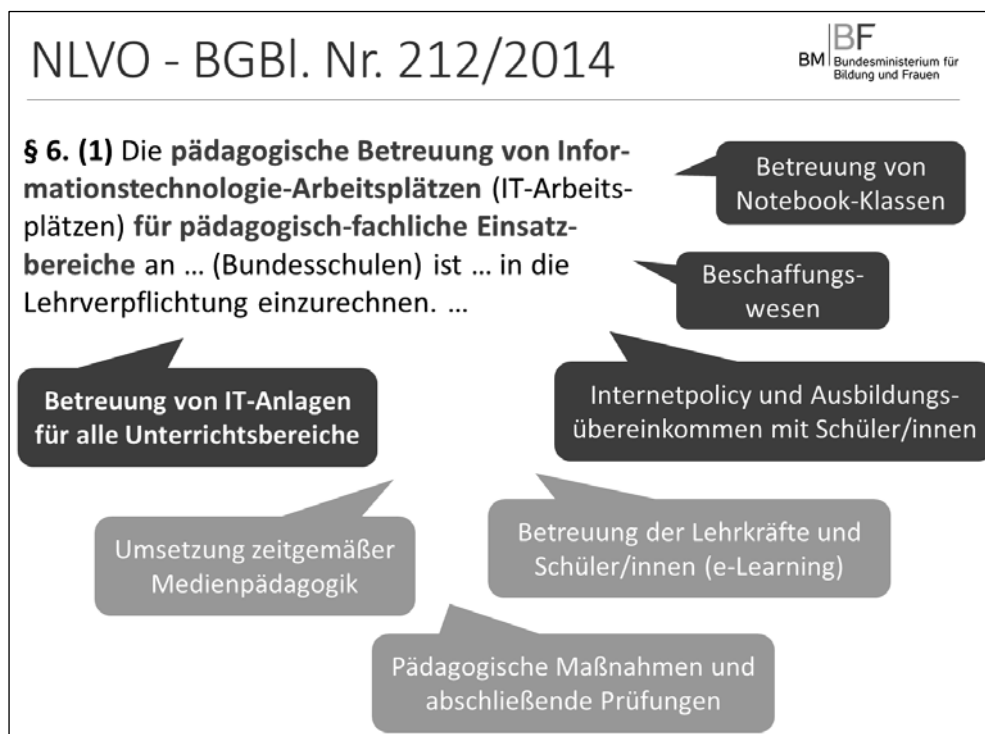 NLVO - BGBl. Nr. 212/2014
BM
BF
Bundesministerium für
Bildung und Frauen
§ 6. (1) Die pädagogische Betreuung von Infor-
mationstechnologie-Arbeitsplätzen (IT-Arbeits-
plätzen) für pädagogisch-fachliche Einsatz-
bereiche an ... (Bundesschulen) ist ... in die
Lehrverpflichtung einzurechnen. ...
Betreuung von
Notebook-Klassen
Beschaffungs-
wesen
Betreuung von IT-Anlagen
für alle Unterrichtsbereiche
Internetpolicy und Ausbildungs-
übereinkommen mit Schüler/innen
Umsetzung zeitgemäßer
Medienpädagogik
Betreuung der Lehrkräfte und
Schüler/innen (e-Learning)
Pädagogische Maßnahmen und
abschließende Prüfungen